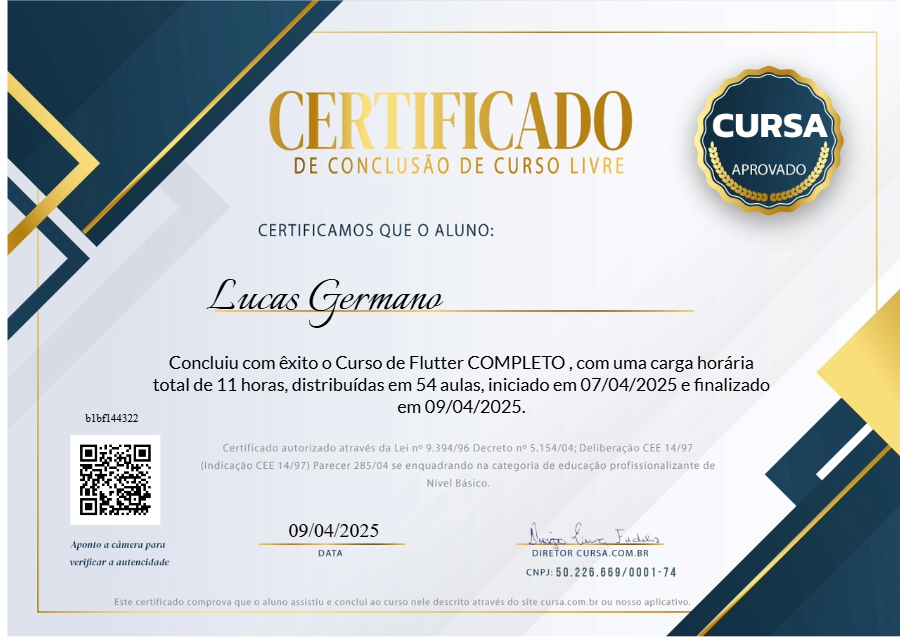 CERTIFICADO
DE CONCLUSÃO DE CURSO LIVRE
CURSA
APROVADO
CERTIFICAMOS QUE O ALUNO:
Lucas Germano
Concluiu com êxito o Curso de Flutter COMPLETO , com uma carga horária
total de 11 horas, distribuídas em 54 aulas, iniciado em 07/04/2025 e finalizado
em 09/04/2025.
b1bf144322
Certificado autorizado através da Lei nº 9.394/96 Decreto nº 5.154/04; Deliberação CEE 14/97
(Indicação CEE 14/97) Parecer 285/04 se enquadrando na categoria de educação profissionalizante de
Nível Básico.
Aponto a câmera para
verificar a autencidade
09/04/2025
DATA
DIRETOR CURSA.COM.BR
CNPJ: 50.226.669/0001-74
Este certificado comprova que o aluno assistiu e conclui ao curso nele descrito através do site cursa.com.br ou nosso aplicativo.